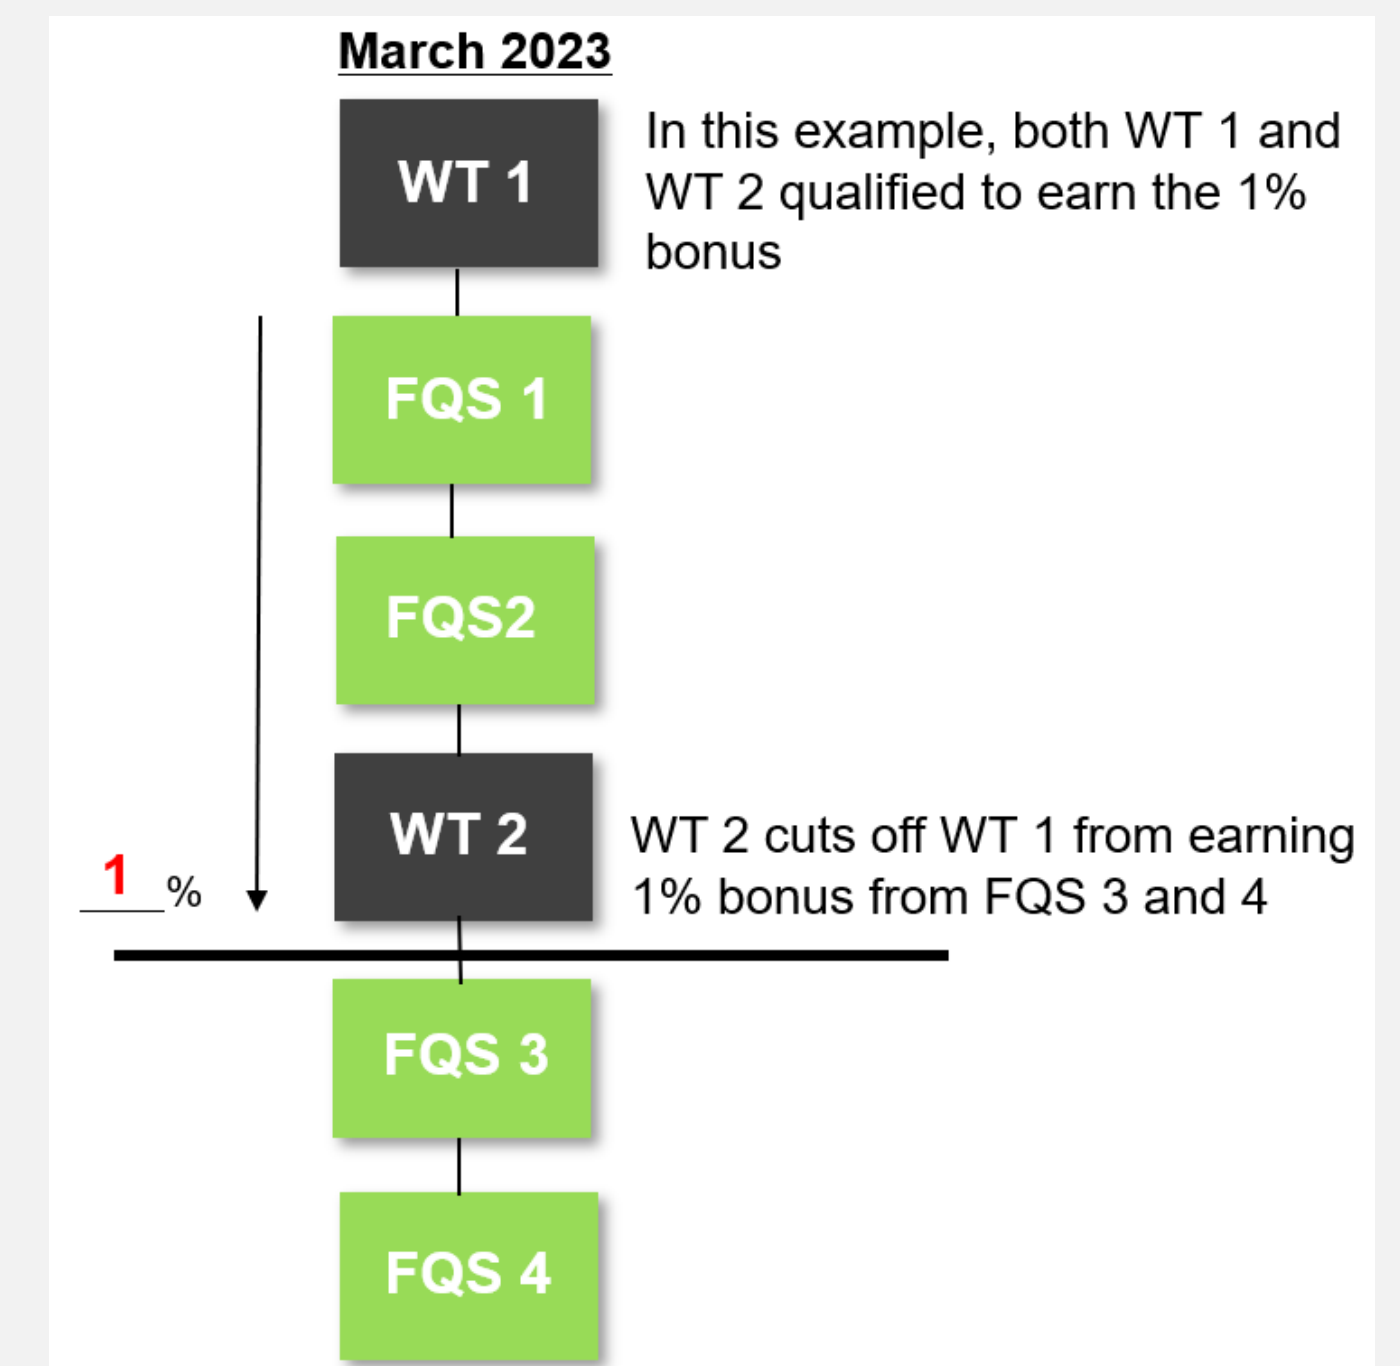 March 2023
WT 1
In this example, both WT 1 and
WT 2 qualified to earn the 1%
bonus
FQS 1
FQS2
WT 2
WT 2 cuts off WT 1 from earning
1% bonus from FQS 3 and 4
1 %
FQS 3
FQS 4